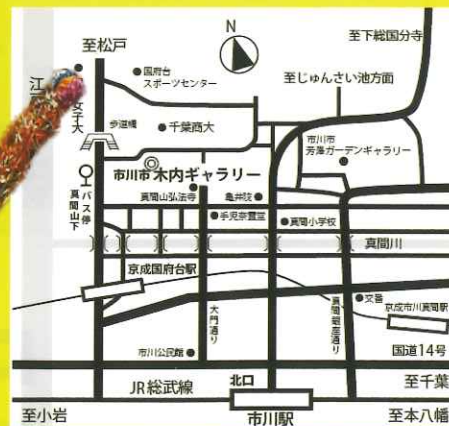 N
至松戸
至下総国分寺
国府台
スポーツセンター
至じゅんさい池方面
江
女子大
歩道橋
千葉商大
市川市
芳澤ガーデンギャラリー
市川市 木内ギャラリー
バス停
真間山下
真間山弘法寺
亀井院
手児奈霊堂
真間小学校
真間川
京成国府台駅
大門通り
真間銀座通り
交番
京成市川真間駅
市川公民館
国道14号
JR総武線
北口
至千葉
至小岩
市川駅
至本八幡